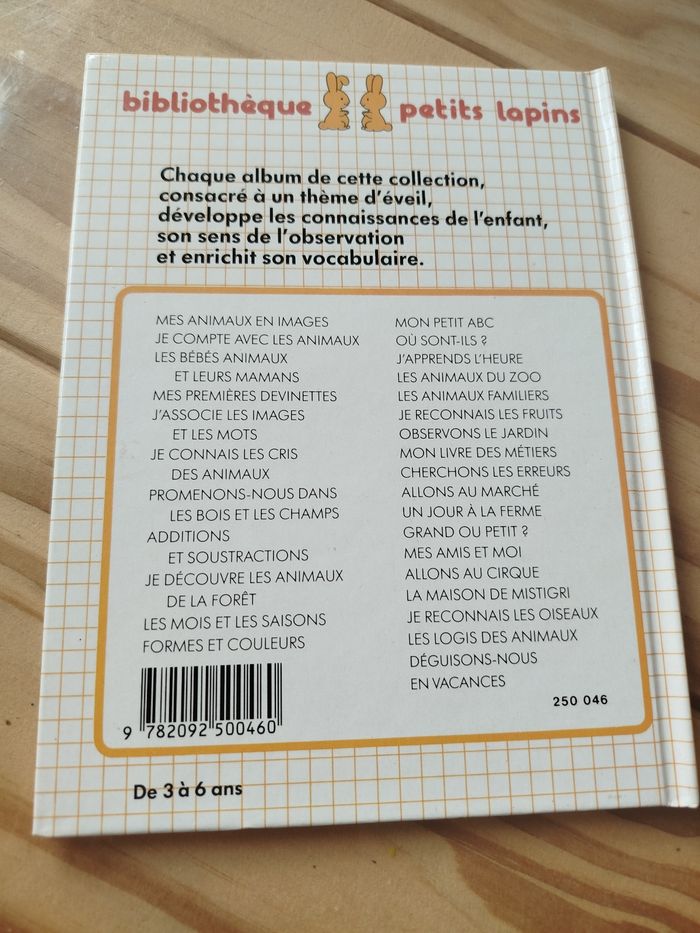 bibliothèque petits lapins
Chaque album de cette collection,
consacré à un thème d'éveil,
développe les connaissances de l'enfant,
son sens de l'observation
et enrichit son vocabulaire.
MES ANIMAUX EN IMAGES
JE COMPTE AVEC LES ANIMAUX
LES BÉBÉS ANIMAUX
ET LEURS MAMANS
MES PREMIÈRES DEVINETTES
J'ASSOCIE LES IMAGES
ET LES MOTS
JE CONNAIS LES CRIS
DES ANIMAUX
PROMENONS-NOUS DANS
LES BOIS ET LES CHAMPS
ADDITIONS
ET SOUSTRACTIONS
JE DÉCOUVRE LES ANIMAUX
DE LA FORÊT
LES MOIS ET LES SAISONS
FORMES ET COULEURS
MON PETIT ABC
OÙ SONT-ILS ?
J'APPRENDS L'HEURE
LES ANIMAUX DU ZOO
LES ANIMAUX FAMILIERS
JE RECONNAIS LES FRUITS
OBSERVONS LE JARDIN
MON LIVRE DES MÉTIERS
CHERCHONS LES ERREURS
ALLONS AU MARCHÉ
UN JOUR À LA FERME
GRAND OU PETIT ?
MES AMIS ET MOI
ALLONS AU CIRQUE
LA MAISON DE MISTIGRI
JE RECONNAIS LES OISEAUX
LES LOGIS DES ANIMAUX
DÉGUISONS-NOUS
EN VACANCES
250 046
9 782092 500460
De 3 à 6 ans